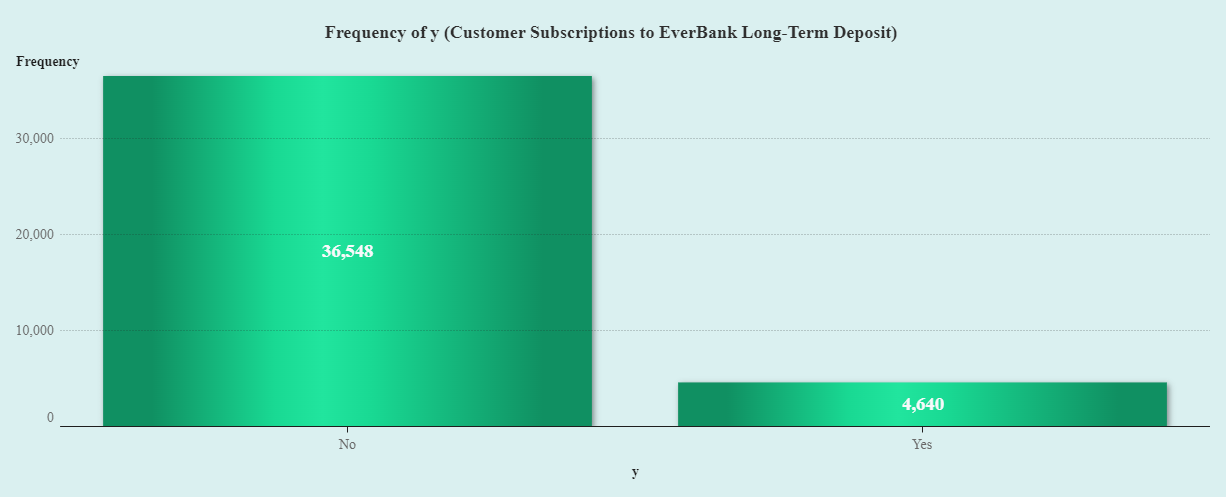 Frequency of y (Customer Subscriptions to EverBank Long-Term Deposit)
Frequency
30,000
20,000
10,000
0
36,548
4,640
No
Yes
y